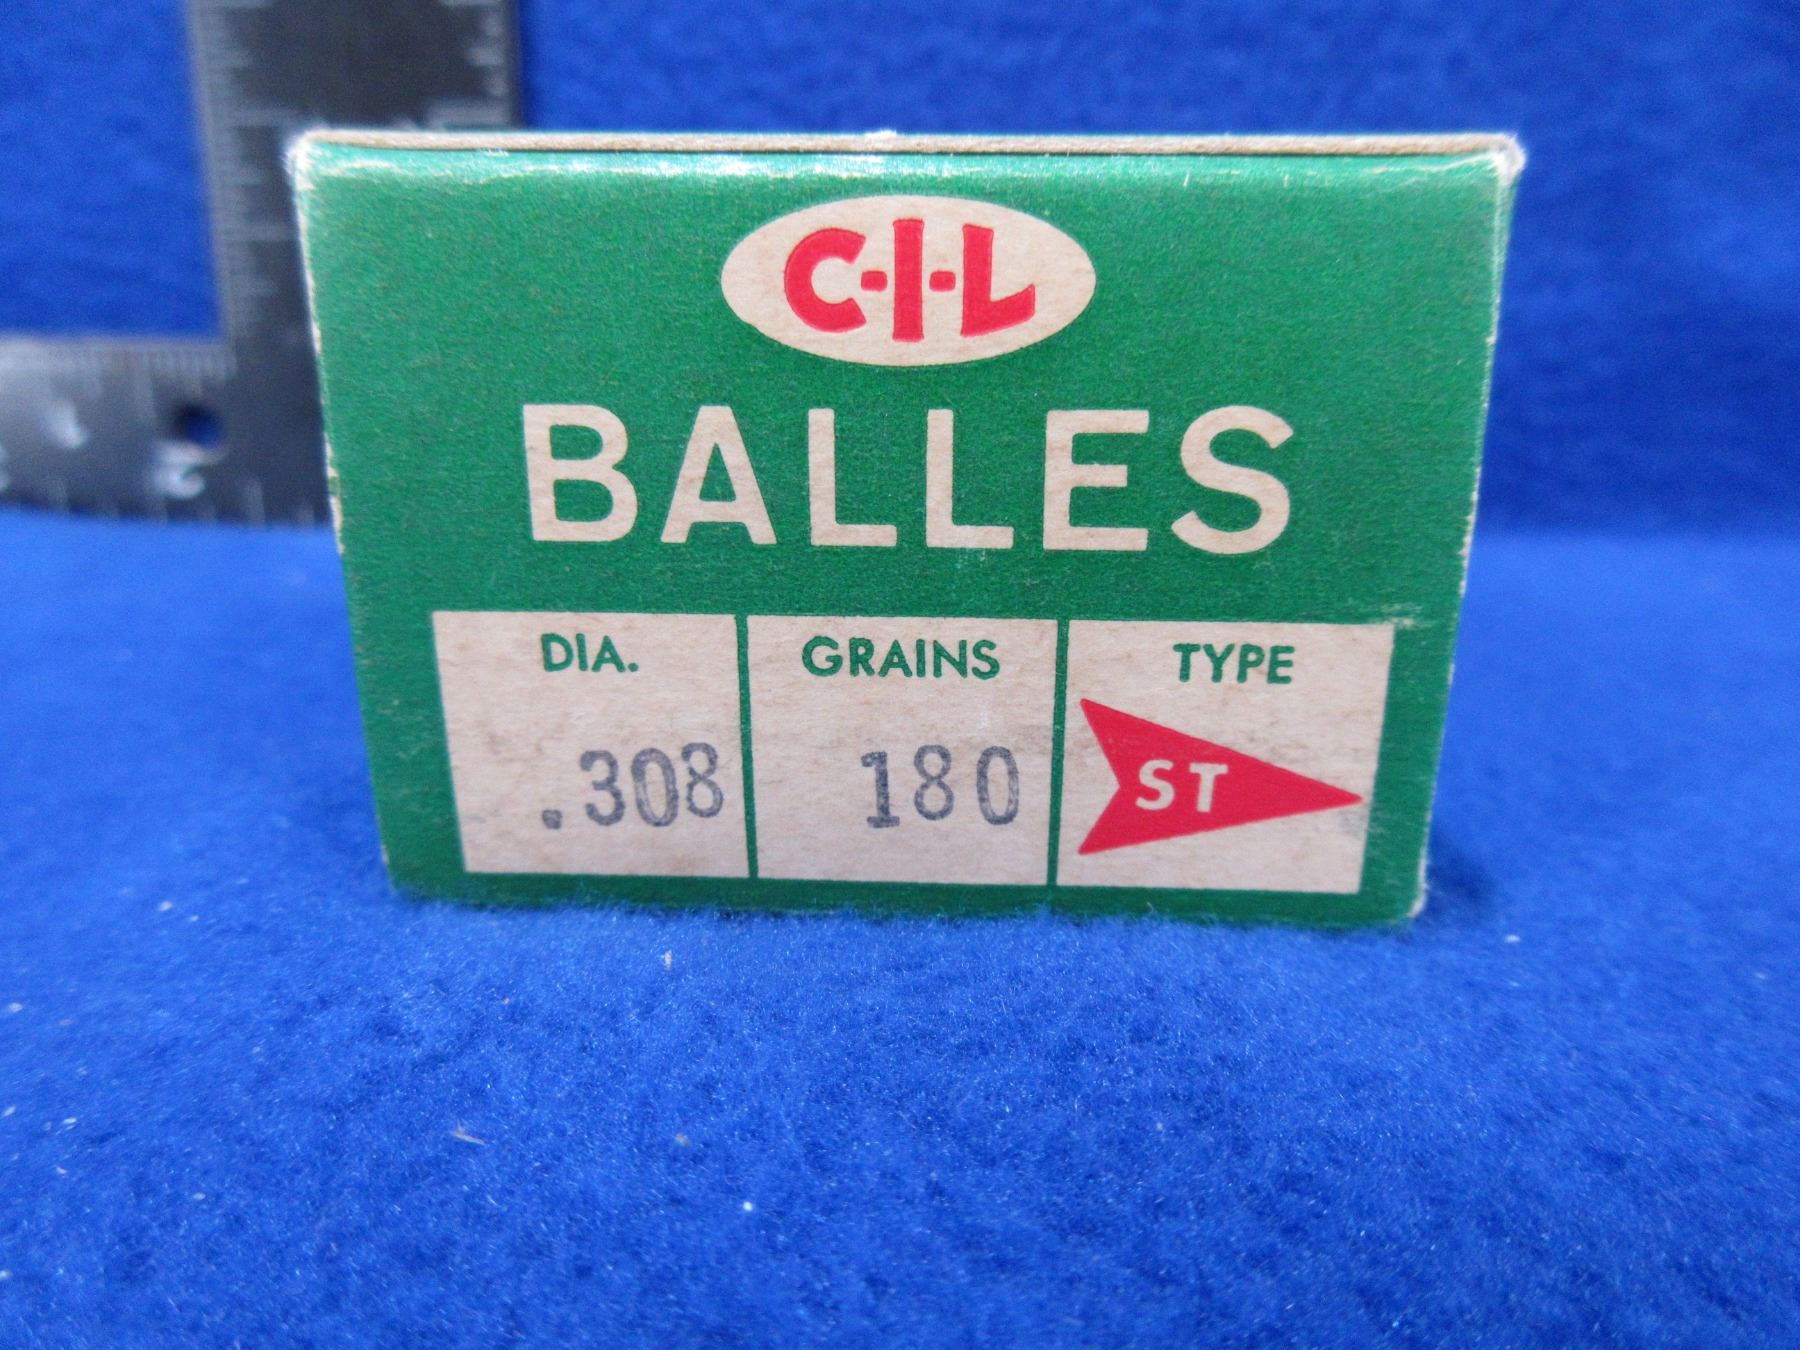 C-I-L
BALLES
DIA. GRAINS TYPE
.308 180 ST